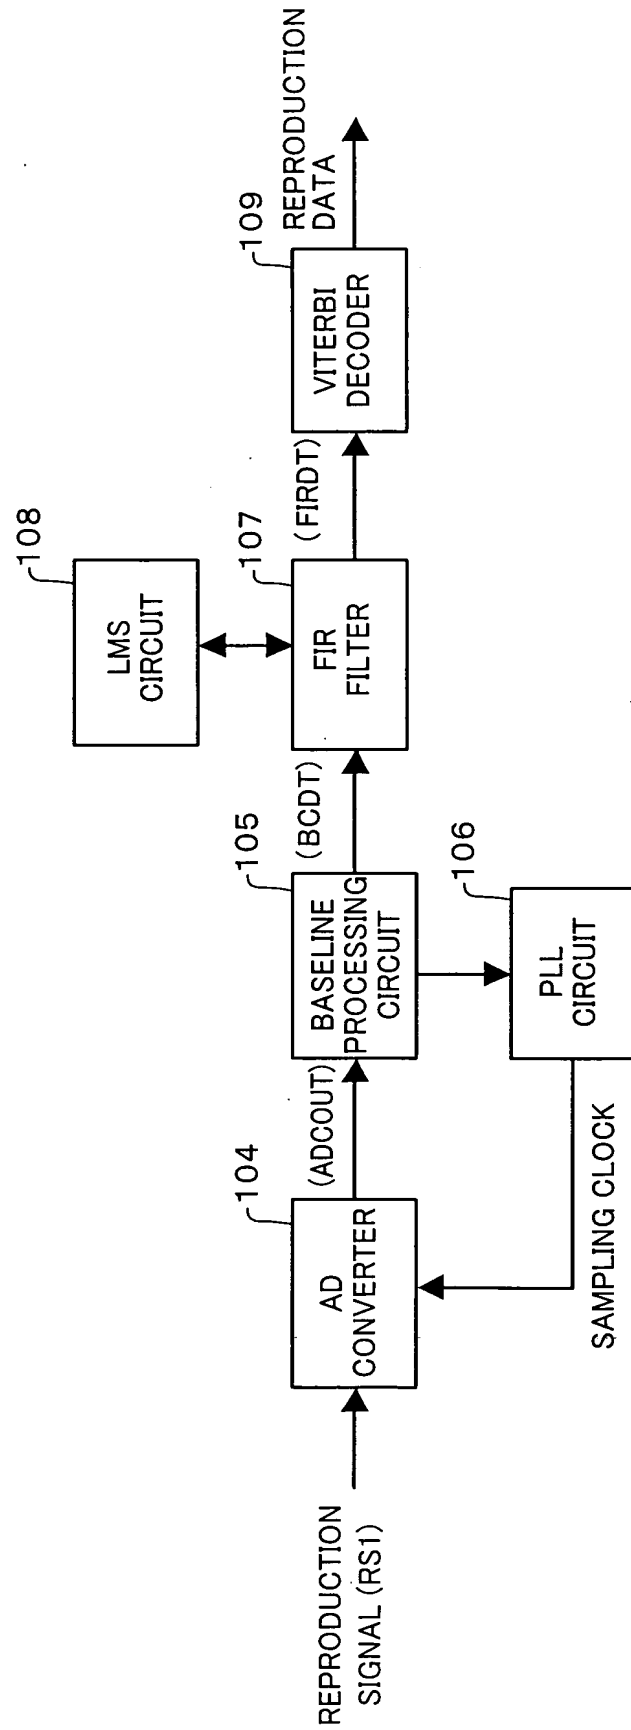 REPRODUCTION
SIGNAL (RS1)
104
AD
CONVERTER
(ADCOUT)
105
BASELINE
PROCESSING
CIRCUIT
(BCDT)
107
FIR
FILTER
108
LMS
CIRCUIT
(FIRDT)
109
VITERBI
DECODER
REPRODUCTION
DATA
106
PLL
CIRCUIT
SAMPLING CLOCK